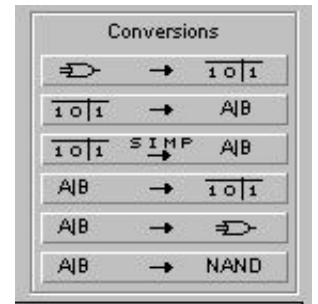 Conversions
→ 1 0 1
1 0 1 → A|B
1 0 1 SIMP → A|B
A|B → 1 0 1
A|B →
A|B → NAND